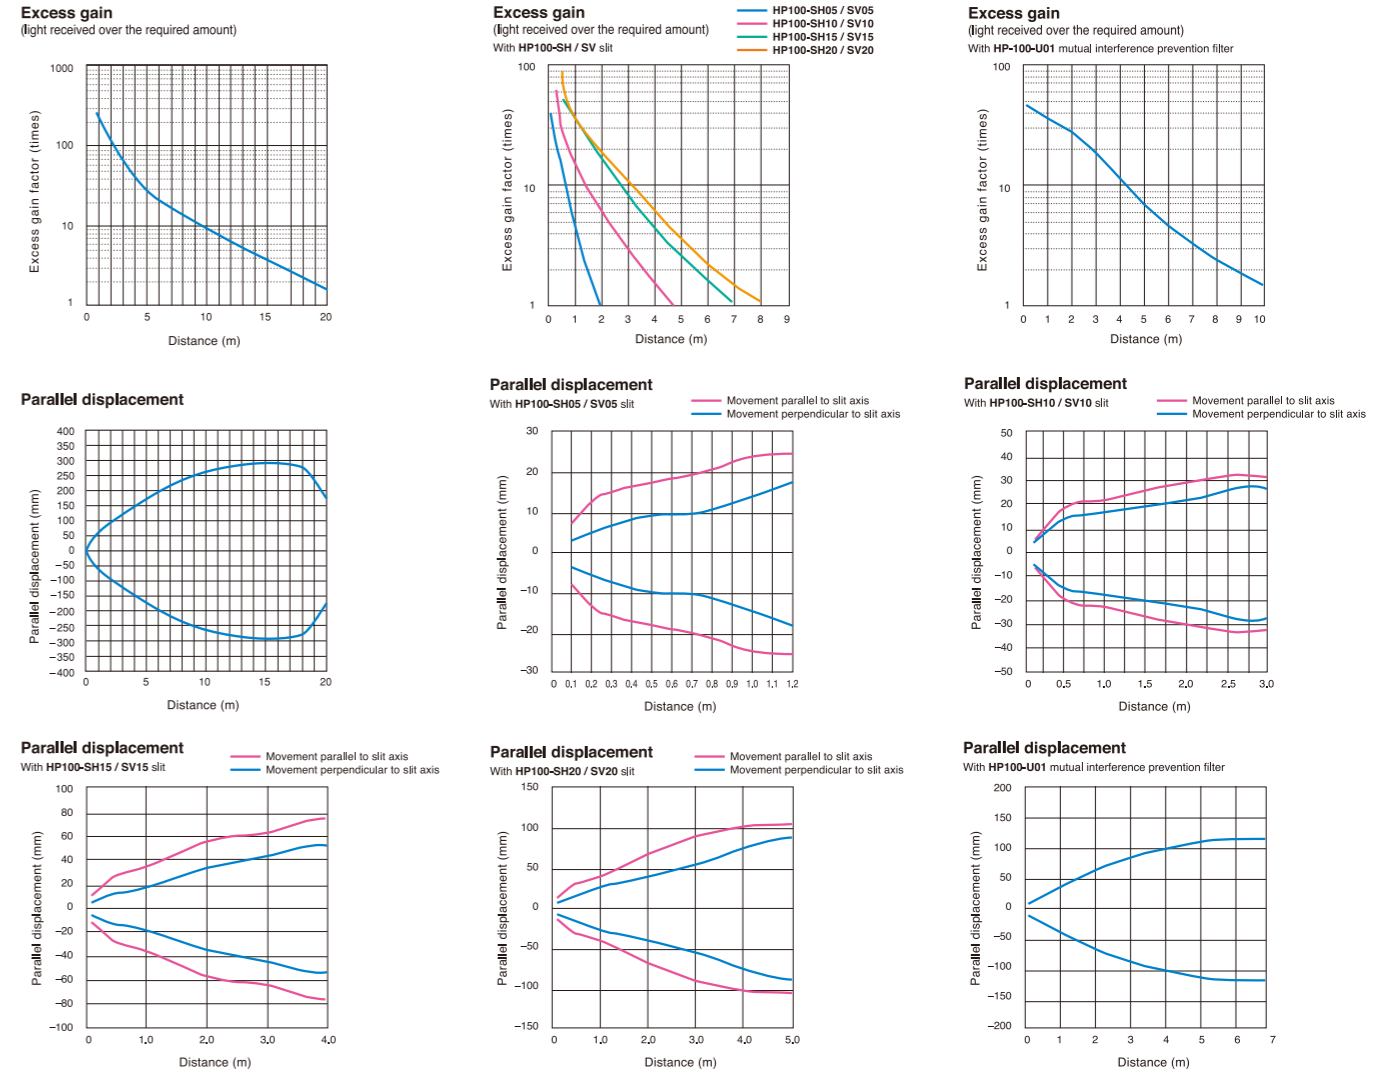 Excess gain
(light received over the required amount)
1000
100
10
1
Excess gain factor (times)
0 5 10 15 20
Distance (m)
Excess gain
(light received over the required amount)
With HP100-SH / SV slit
HP100-SH05 / SV05
HP100-SH10 / SV10
HP100-SH15 / SV15
HP100-SH20 / SV20
100
10
1
Excess gain factor (times)
0 1 2 3 4 5 6 7 8 9
Distance (m)
Excess gain
(light received over the required amount)
With HP-100-U01 mutual interference prevention filter
100
10
1
Excess gain factor (times)
0 1 2 3 4 5 6 7 8 9 10
Distance (m)
Parallel displacement
400
350
300
250
200
150
100
50
0
−50
−100
−150
−200
−250
−300
−350
−400
Parallel displacement (mm)
0 5 10 15 20
Distance (m)
Parallel displacement
With HP100-SH05 / SV05 slit
Movement parallel to slit axis
Movement perpendicular to slit axis
30
20
10
0
−10
−20
−30
Parallel displacement (mm)
0 0.1 0.2 0.3 0.4 0.5 0.6 0.7 0.8 0.9 1.0 1.1 1.2
Distance (m)
Parallel displacement
With HP100-SH10 / SV10 slit
Movement parallel to slit axis
Movement perpendicular to slit axis
50
40
30
20
10
0
−10
−20
−30
−40
−50
Parallel displacement (mm)
0 0.5 1.0 1.5 2.0 2.5 3.0
Distance (m)
Parallel displacement
With HP100-SH15 / SV15 slit
Movement parallel to slit axis
Movement perpendicular to slit axis
100
80
60
40
20
0
−20
−40
−60
−80
−100
Parallel displacement (mm)
0 1.0 2.0 3.0 4.0
Distance (m)
Parallel displacement
With HP100-SH20 / SV20 slit
Movement parallel to slit axis
Movement perpendicular to slit axis
150
100
50
0
−50
−100
−150
Parallel displacement (mm)
0 1.0 2.0 3.0 4.0 5.0
Distance (m)
Parallel displacement
With HP100-U01 mutual interference prevention filter
200
150
100
50
0
−50
−100
−150
−200
Parallel displacement (mm)
0 1 2 3 4 5 6 7
Distance (m)